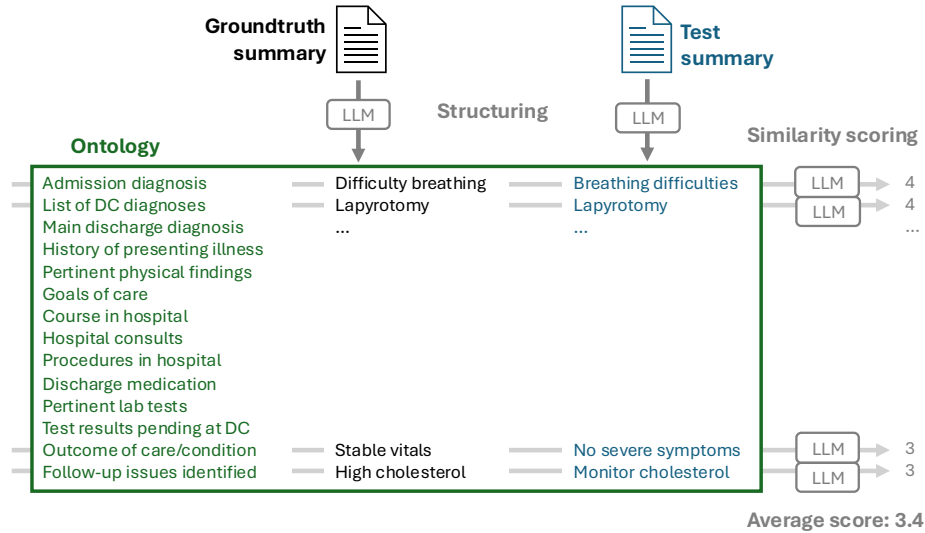 Groundtruth
summary
Test
summary
LLM
Structuring
LLM
Ontology
Similarity scoring
Admission diagnosis
Difficulty breathing
Breathing difficulties
LLM
4
List of DC diagnoses
Lapyrotomy
Lapyrotomy
LLM
4
Main discharge diagnosis
...
...
...
History of presenting illness
Pertinent physical findings
Goals of care
Course in hospital
Hospital consults
Procedures in hospital
Discharge medication
Pertinent lab tests
Test results pending at DC
Outcome of care/condition
Stable vitals
No severe symptoms
LLM
3
Follow-up issues identified
High cholesterol
Monitor cholesterol
LLM
3
Average score: 3.4